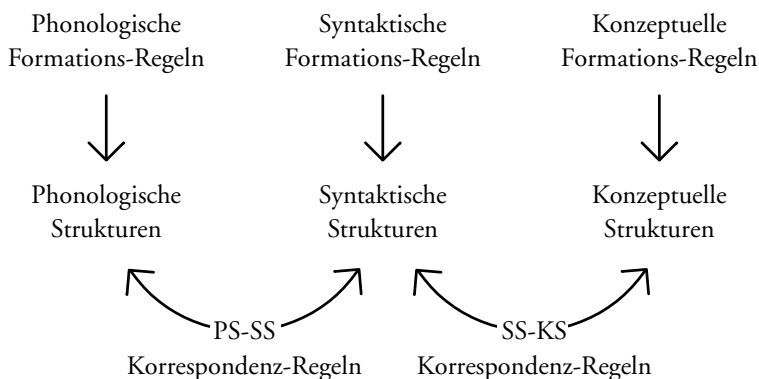 Phonologische
Formations-Regeln
Syntaktische
Formations-Regeln
Konzeptuelle
Formations-Regeln
Phonologische
Strukturen
Syntaktische
Strukturen
Konzeptuelle
Strukturen
PS-SS
Korrespondenz-Regeln
SS-KS
Korrespondenz-Regeln